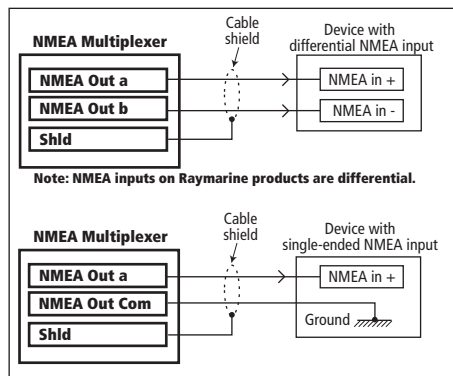 Cable
shield
Device with
differential NMEA input
NMEA Multiplexer
NMEA Out a
NMEA in +
NMEA Out b
NMEA in -
Shld
Note: NMEA inputs on Raymarine products are differential.
Cable
shield
Device with
single-ended NMEA input
NMEA Multiplexer
NMEA Out a
NMEA in +
NMEA Out Com
Ground
Shld